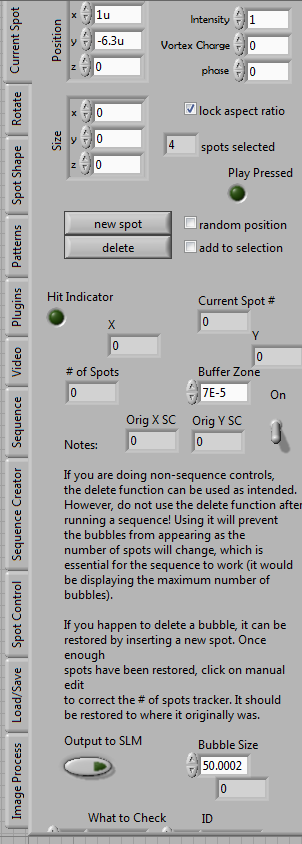 Current Spot
Rotate
Spot Shape
Patterns
Plugins
Video
Sequence
Sequence Creator
Spot Control
Load/Save
Image Process
Position
x 1u
y -6.3u
z 0
Intensity 1
Vortex Charge 0
phase 0
Size
x 0
y 0
z 0
lock aspect ratio
4 spots selected
Play Pressed
new spot
random position
delete
add to selection
Hit Indicator
Current Spot #
0
X
0
Y
0
# of Spots
0
Buffer Zone
7E-5
On
Orig X SC
0
Orig Y SC
0
Notes:
If you are doing non-sequence controls,
the delete function can be used as intended.
However, do not use the delete function after
running a sequence! Using it will prevent
the bubbles from appearing as the
number of spots will change, which is
essential for the sequence to work (it would
be displaying the maximum number of
bubbles).
If you happen to delete a bubble, it can be
restored by inserting a new spot. Once
enough
spots have been restored, click on manual
edit
to correct the # of spots tracker. It should
be restored to where it originally was.
Output to SLM
Bubble Size
50.0002
0
What to Check
ID